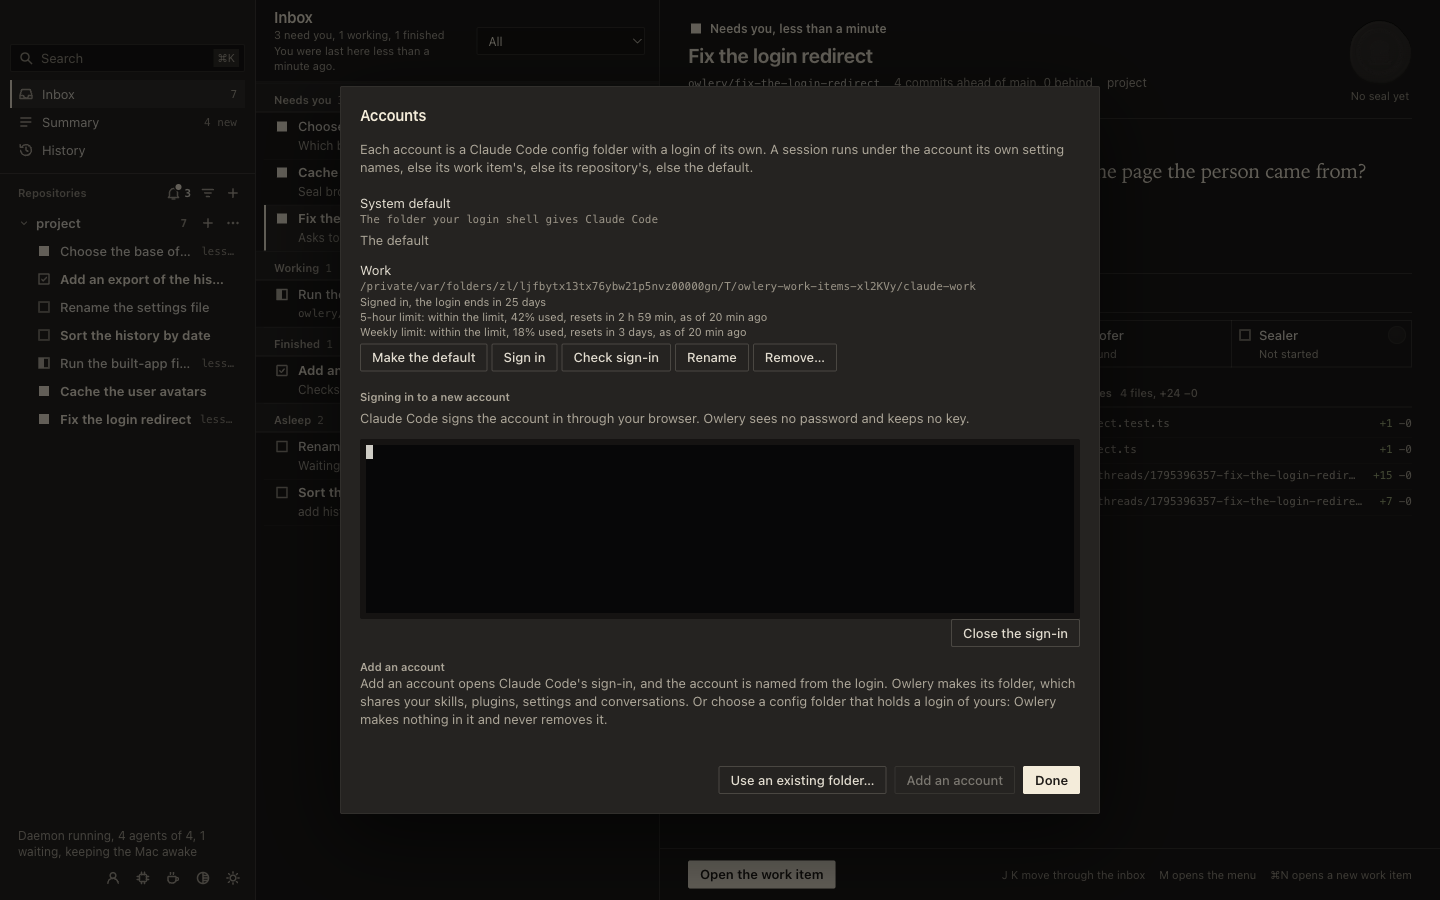 Search
⌘K
Inbox
7
Summary
4 new
History
Repositories
3
project
7
Choose the base of...
less...
Add an export of the his...
Rename the settings file
Sort the history by date
Run the built-app fi...
less...
Cache the user avatars
Fix the login redirect
less...
Daemon running, 4 agents of 4, 1
waiting, keeping the Mac awake
Inbox
3 need you, 1 working, 1 finished
You were last here less than a
minute ago.
All
Needs you
Choos
Which
Cache
Seal br
Fix the
Asks to
Working 1
Run the
owlery/
Finished 1
Add an
Checks
Asleep 2
Renam
Waiting
Sort th
add his
Needs you, less than a minute
Fix the login redirect
owlery/fix-the-login-redirect
4 commits ahead of main, 0 behind
project
No seal yet
ne page the person came from?
ofer
und
Sealer
Not started
es 4 files, +24 −0
ect.test.ts
+1 −0
ect.ts
+1 −0
threads/1795396357-fix-the-login-redir…
+15 −0
threads/1795396357-fix-the-login-redire…
+7 −0
Open the work item
J K move through the inbox
M opens the menu
⌘N opens a new work item
Accounts
Each account is a Claude Code config folder with a login of its own. A session runs under the account its own setting
names, else its work item's, else its repository's, else the default.
System default
The folder your login shell gives Claude Code
The default
Work
/private/var/folders/zl/ljfbytx13tx76ybw21p5nvz00000gn/T/owlery-work-items-xl2KVy/claude-work
Signed in, the login ends in 25 days
5-hour limit: within the limit, 42% used, resets in 2 h 59 min, as of 20 min ago
Weekly limit: within the limit, 18% used, resets in 3 days, as of 20 min ago
Make the default
Sign in
Check sign-in
Rename
Remove...
Signing in to a new account
Claude Code signs the account in through your browser. Owlery sees no password and keeps no key.
Close the sign-in
Add an account
Add an account opens Claude Code's sign-in, and the account is named from the login. Owlery makes its folder, which
shares your skills, plugins, settings and conversations. Or choose a config folder that holds a login of yours: Owlery
makes nothing in it and never removes it.
Use an existing folder...
Add an account
Done